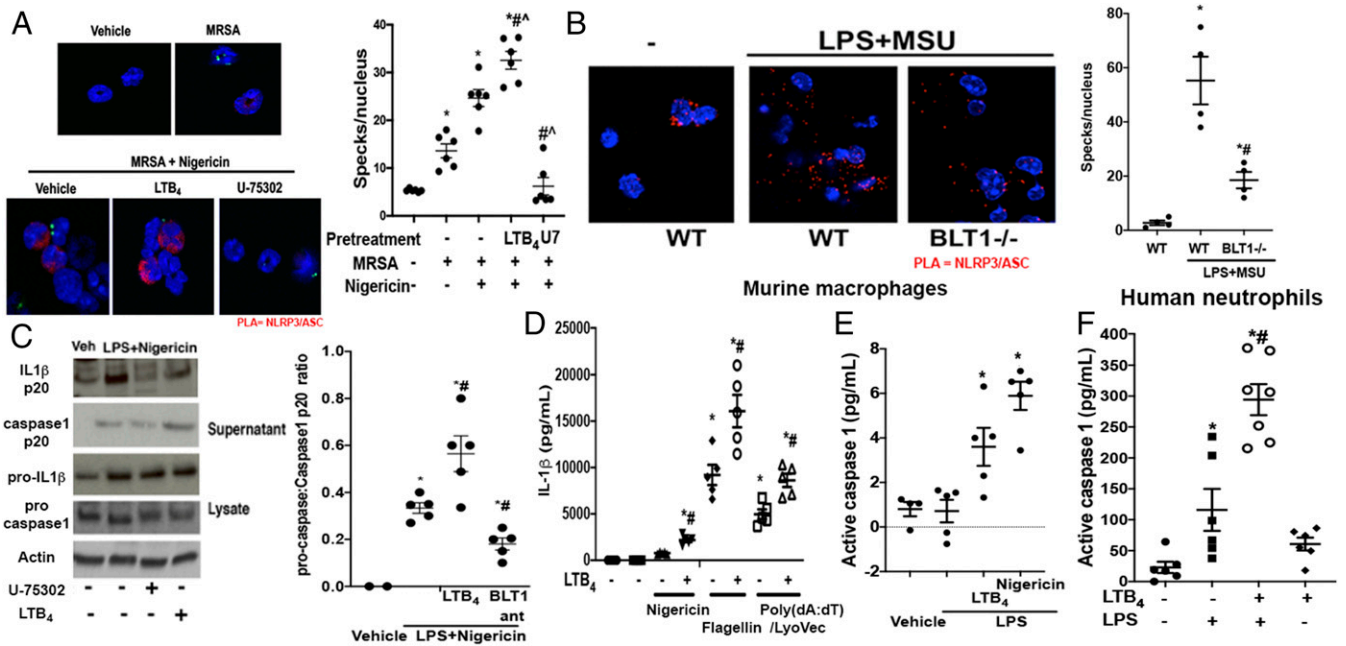 A
Vehicle
MRSA
MRSA + Nigericin
Vehicle
LTB4
U-75302
PLA= NLRP3/ASC
Specks/nucleus
40
30
20
10
0
*
*
*#^
#^
Pretreatment - - LTB4 U7
MRSA - + + + +
Nigericin- - + + +
B
-
LPS+MSU
WT
WT
BLT1-/-
PLA = NLRP3/ASC
Specks/nucleus
80
60
40
20
0
*
*#
WT
WT
BLT1-/-
LPS+MSU
Murine macrophages
Human neutrophils
C
Veh LPS+Nigericin
IL1β
p20
caspase1
p20
Supernatant
pro-IL1β
pro
caspase1
Lysate
Actin
U-75302 - - + -
LTB4 - - - +
pro-caspase:Caspase1 p20 ratio
1.0
0.8
0.6
0.4
0.2
0.0
*
*#
*#
LTB4 BLT1
ant
Vehicle LPS+Nigericin
D
IL-1β (pg/mL)
25000
20000
15000
10000
5000
0
*#
*
*#
*
*#
LTB4 - - - + - + - +
Nigericin
Flagellin
Poly(dA:dT)
/LyoVec
E
Active caspase 1 (pg/mL)
8
6
4
2
0
-2
*
*
Nigericin
LTB4
Vehicle
LPS
F
Active caspase 1 (pg/mL)
400
350
300
250
200
150
100
50
0
*
*#
LTB4 - - + +
LPS - + + -